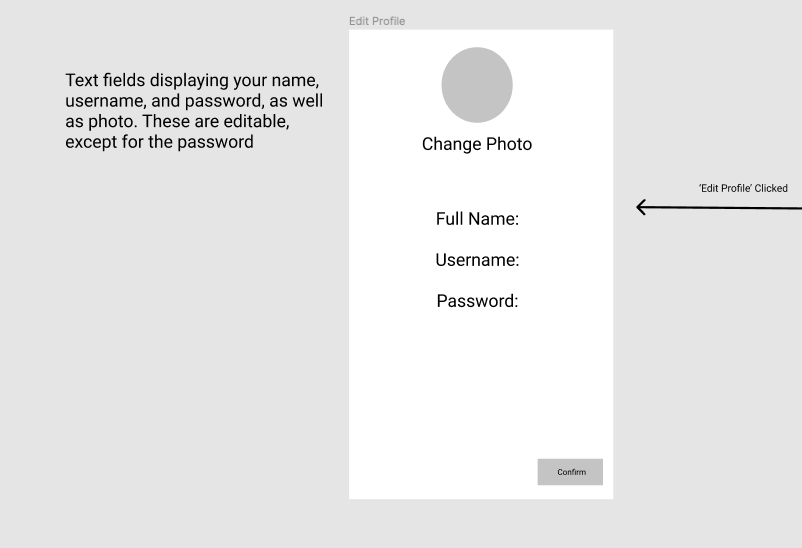 Edit Profile
Text fields displaying your name,
username, and password, as well
as photo. These are editable,
except for the password
Change Photo
'Edit Profile' Clicked
Full Name:
Username:
Password:
Confirm